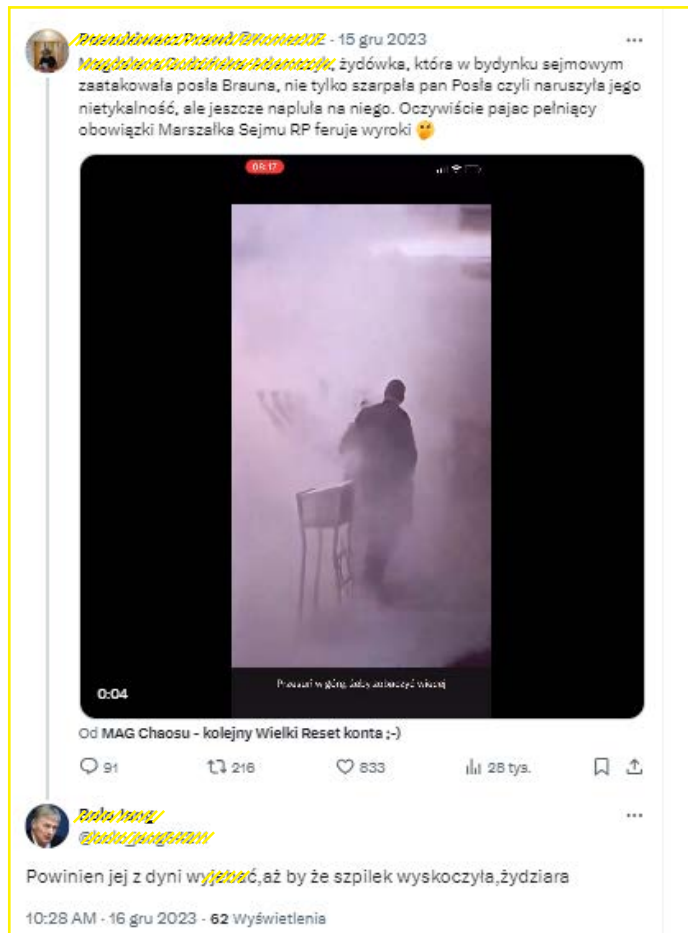 15 gru 2023
żydówka, która w bydynku sejmowym
zaatakowała posła Brauna, nie tylko szarpała pan Posła czyli naruszyła jego
nietykalność, ale jeszcze napluła na niego. Oczywiście pajac pełniący
obowiązki Marszałka Sejmu RP feruje wyroki
08:17
Przesuń w górę, żeby zobaczyć więcej
0:04
Od MAG Chaosu - kolejny Wielki Reset konta ;-)
91 216 833 28 tys.
Powinien jej z dyni ,aż by że szpilek wyskoczyła,żydziara
10:28 AM · 16 gru 2023 · 62 Wyświetlenia